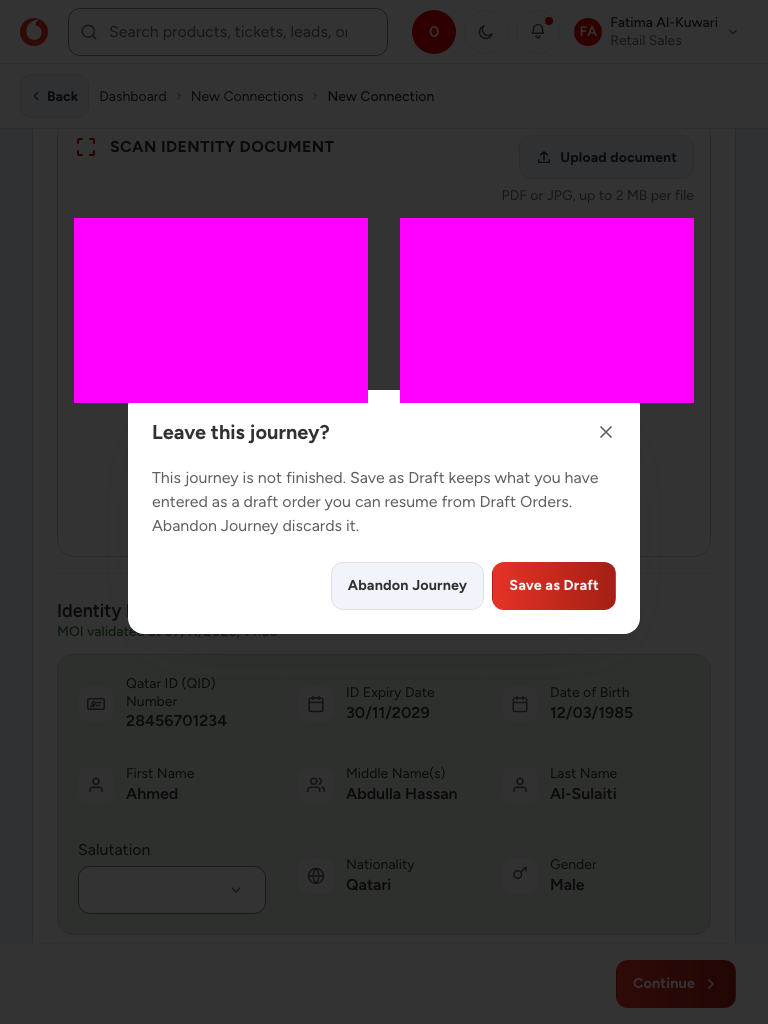 Search products, tickets, leads, or
0
FA
Fatima Al-Kuwari
Retail Sales
Back
Dashboard
New Connections
New Connection
SCAN IDENTITY DOCUMENT
Upload document
PDF or JPG, up to 2 MB per file
Leave this journey?
This journey is not finished. Save as Draft keeps what you have
entered as a draft order you can resume from Draft Orders.
Abandon Journey discards it.
Abandon Journey
Save as Draft
Identity
MOI validated
Qatar ID (QID)
Number
28456701234
ID Expiry Date
30/11/2029
Date of Birth
12/03/1985
First Name
Ahmed
Middle Name(s)
Abdulla Hassan
Last Name
Al-Sulaiti
Salutation
Nationality
Qatari
Gender
Male
Continue